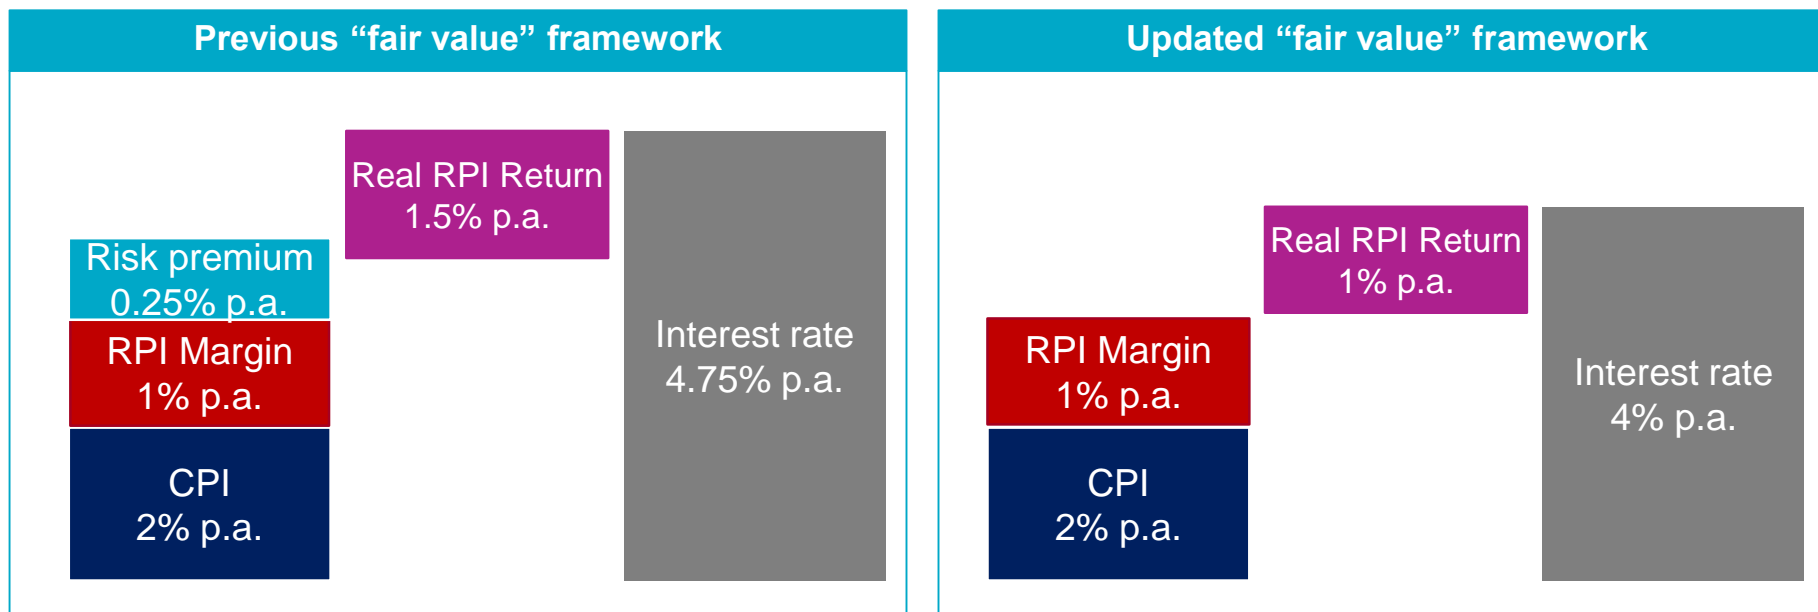 Previous “fair value” framework
Real RPI Return
1.5% p.a.
Risk premium
0.25% p.a.
RPI Margin
1% p.a.
CPI
2% p.a.
Interest rate
4.75% p.a.
Updated “fair value” framework
Real RPI Return
1% p.a.
RPI Margin
1% p.a.
CPI
2% p.a.
Interest rate
4% p.a.